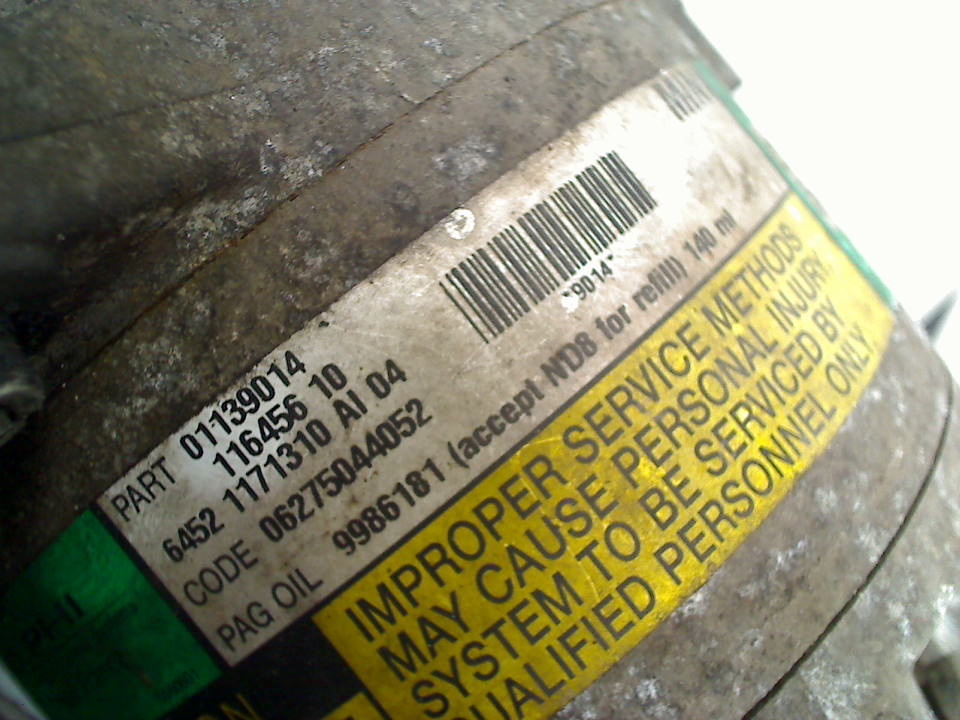 PART 01139014
116456 10
6452 1171310 AI 04
CODE 06275044052
PAG OIL 9986181 (accept ND8 for refill) 140 ml
IMPROPER SERVICE METHODS
MAY CAUSE PERSONAL INJURY.
SYSTEM TO BE SERVICED BY
QUALIFIED PERSONNEL ONLY